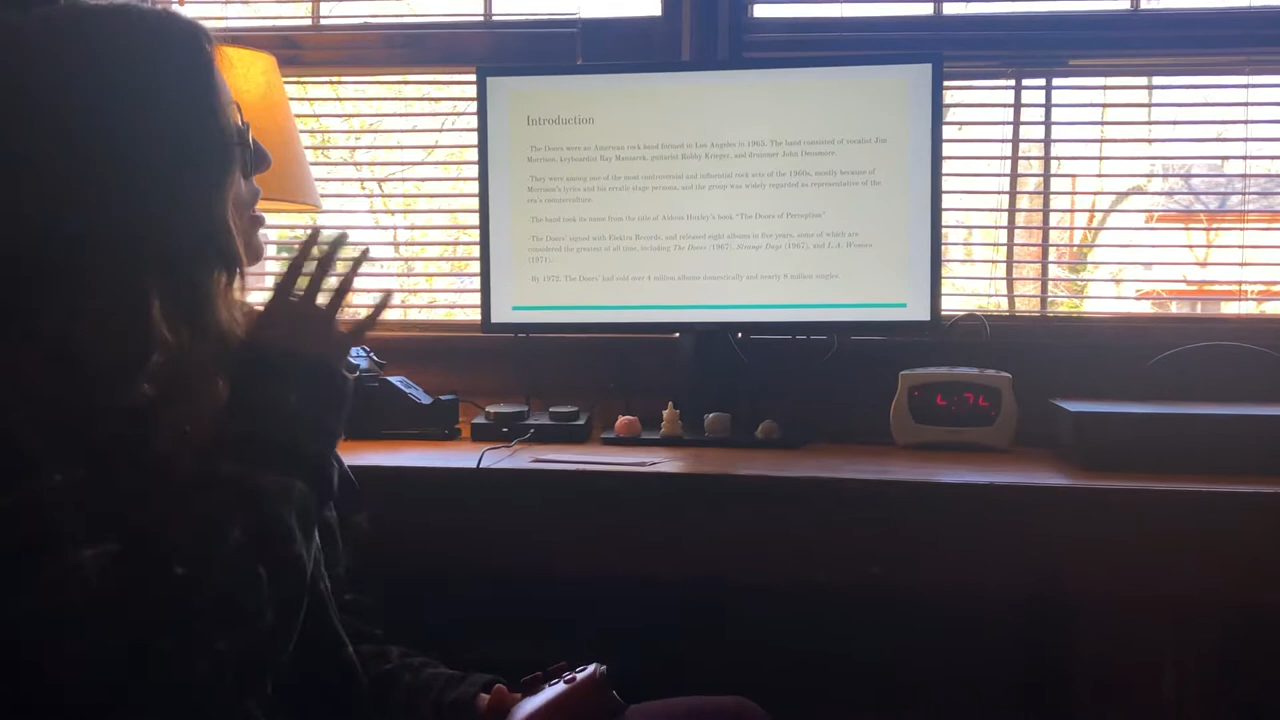 Introduction
The Doors were an American rock band formed in Los Angeles in 1965. The band consisted of vocalist Jim
Morrison, keyboardist Ray Manzarek, guitarist Robby Krieger, and drummer John Densmore.
-They were among one of the most controversial and influential rock acts of the 1960s, mostly because of
Morrison's lyrics and his erratic stage persona, and the group was widely regarded as representative of the
era's counterculture.
-The band took its name from the title of Aldous Huxley's book "The Doors of Perception"
-The Doors' signed with Elektra Records, and released eight albums in five years, some of which are
considered the greatest of all time, including The Doors (1967), Strange Days (1967), and L.A. Woman
(1971).
-By 1972, The Doors' had sold over 4 million albums domestically and nearly 8 million singles.